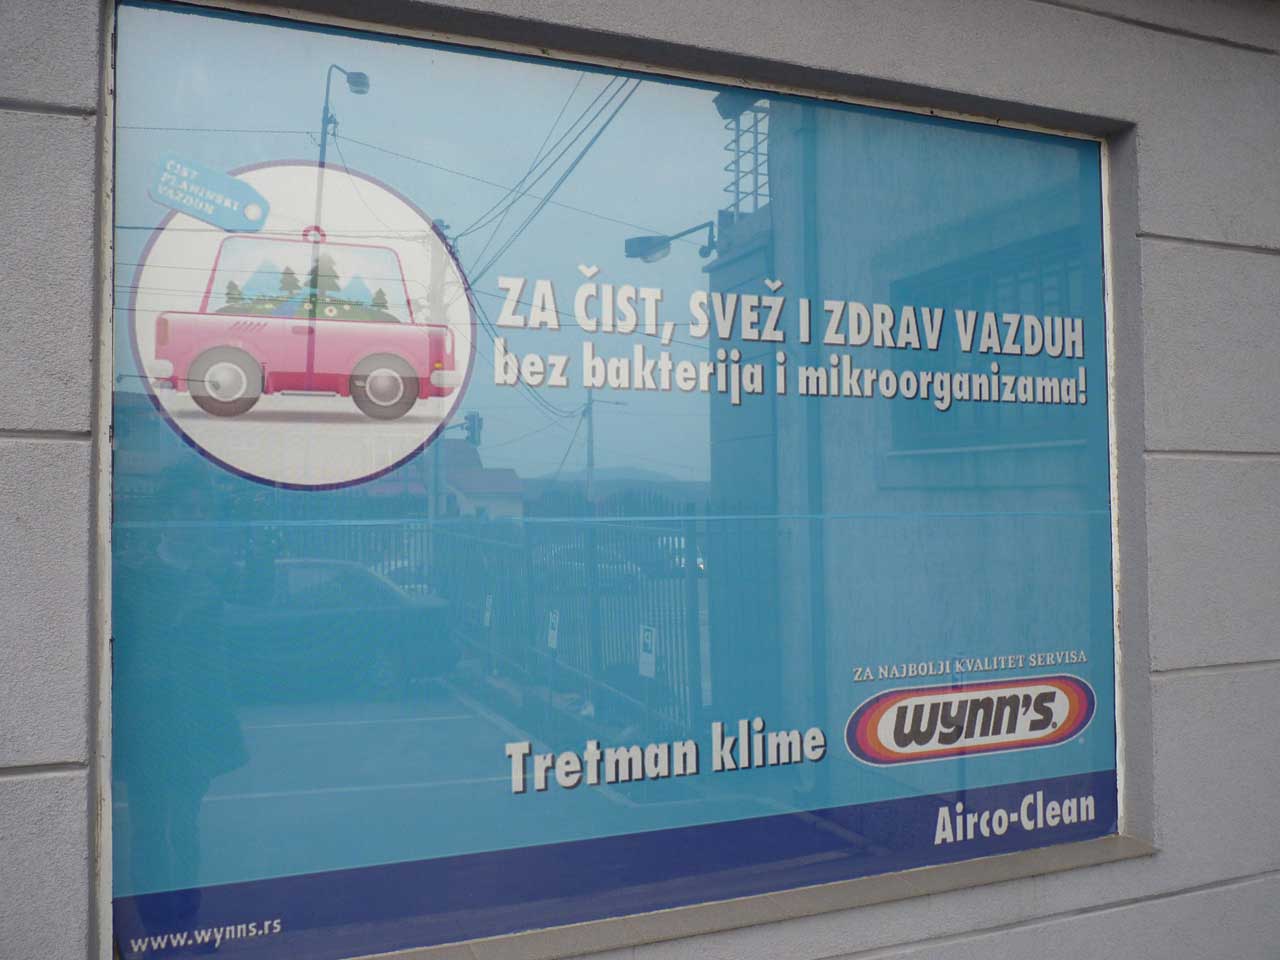 ČIST
PLANINSKI
VAZDUH
ZA ČIST, SVEŽ I ZDRAV VAZDUH
bez bakterija i mikroorganizama!
ZA NAJBOLJI KVALITET SERVISA
WYNN'S®
Tretman klime
Airco-Clean
www.wynns.rs